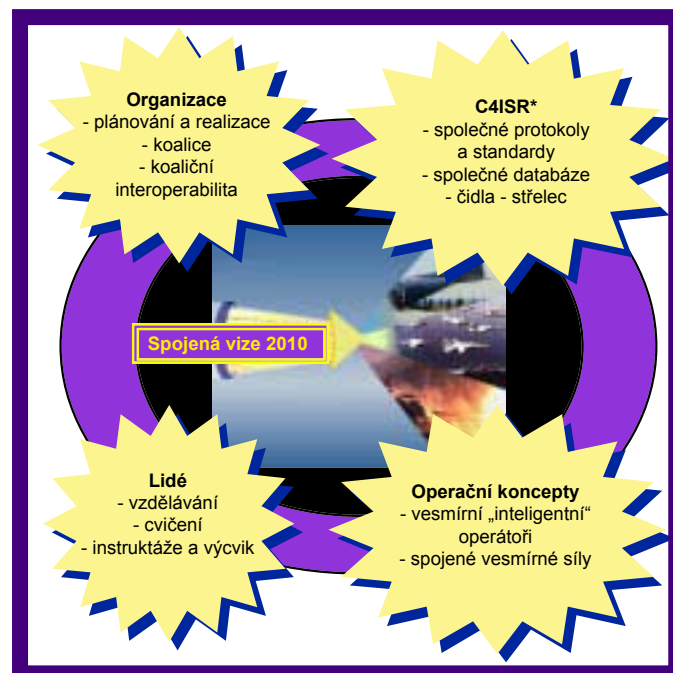 Organizace
- plánování a realizace
- koalice
- koaliční
interoperabilita
C4ISR*
- společné protokoly
a standardy
- společné databáze
- čidla - střelec
Spojená vize 2010
Lidé
- vzdělávání
- cvičení
- instruktáže a výcvik
Operační koncepty
- vesmírní „inteligentní“
operátoři
- spojené vesmírné síly